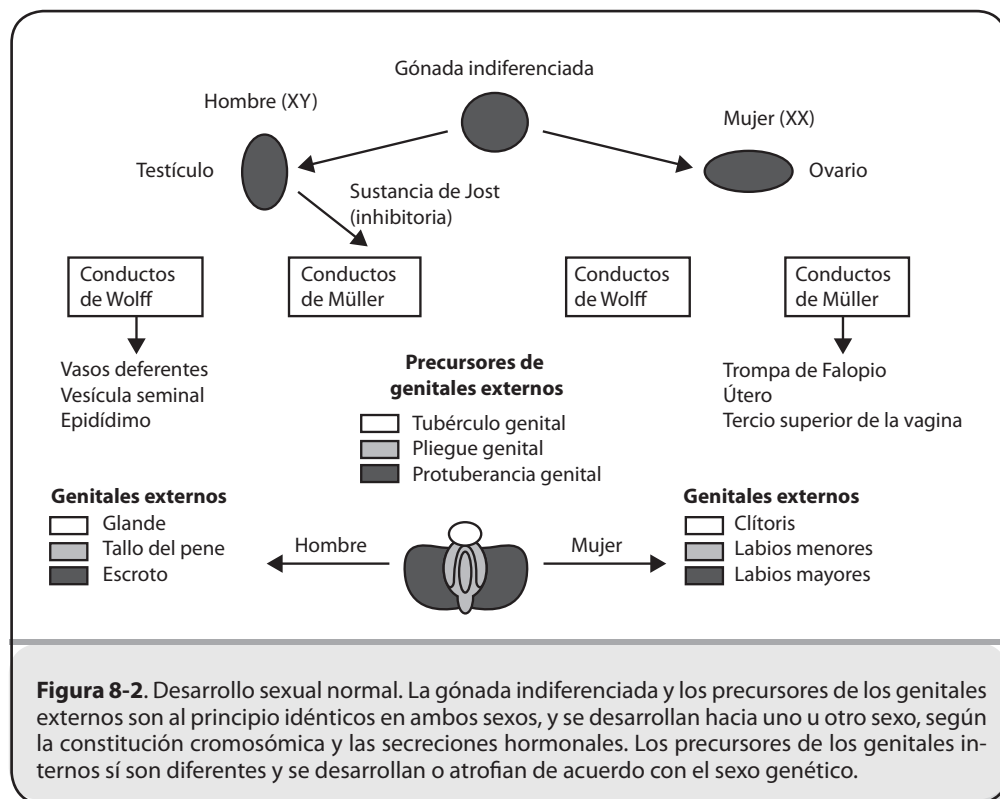 Gónada indiferenciada
Hombre (XY)
Mujer (XX)
Testículo
Ovario
Sustancia de Jost
(inhibitoria)
Conductos
de Wolff
Conductos
de Müller
Conductos
de Wolff
Conductos
de Müller
Vasos deferentes
Vesícula seminal
Epidídimo
Precursores de
genitales externos
Tubérculo genital
Pliegue genital
Protuberancia genital
Trompa de Falopio
Útero
Tercio superior de la vagina
Genitales externos
Glande
Tallo del pene
Escroto
Hombre
Mujer
Genitales externos
Clítoris
Labios menores
Labios mayores
Figura 8-2. Desarrollo sexual normal. La gónada indiferenciada y los precursores de los genitales
externos son al principio idénticos en ambos sexos, y se desarrollan hacia uno u otro sexo, según
la constitución cromosómica y las secreciones hormonales. Los precursores de los genitales in-
ternos sí son diferentes y se desarrollan o atrofian de acuerdo con el sexo genético.